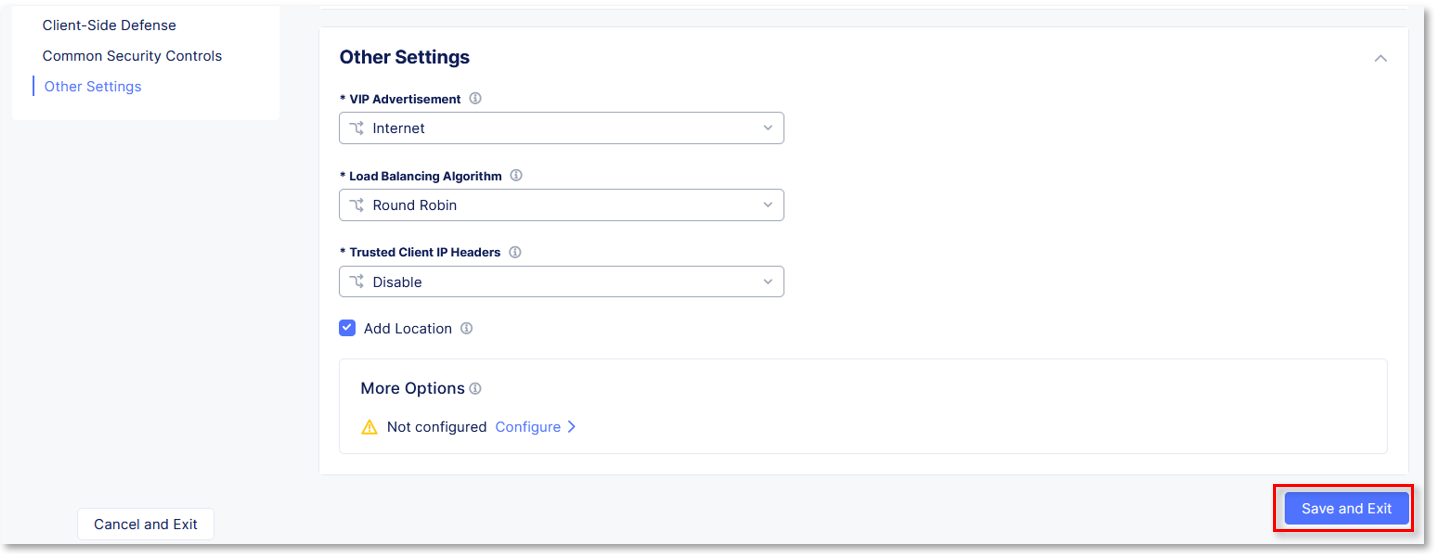 Client-Side Defense
Common Security Controls
Other Settings
Other Settings
* VIP Advertisement
Internet
* Load Balancing Algorithm
Round Robin
* Trusted Client IP Headers
Disable
Add Location
More Options
Not configured Configure
Cancel and Exit
Save and Exit